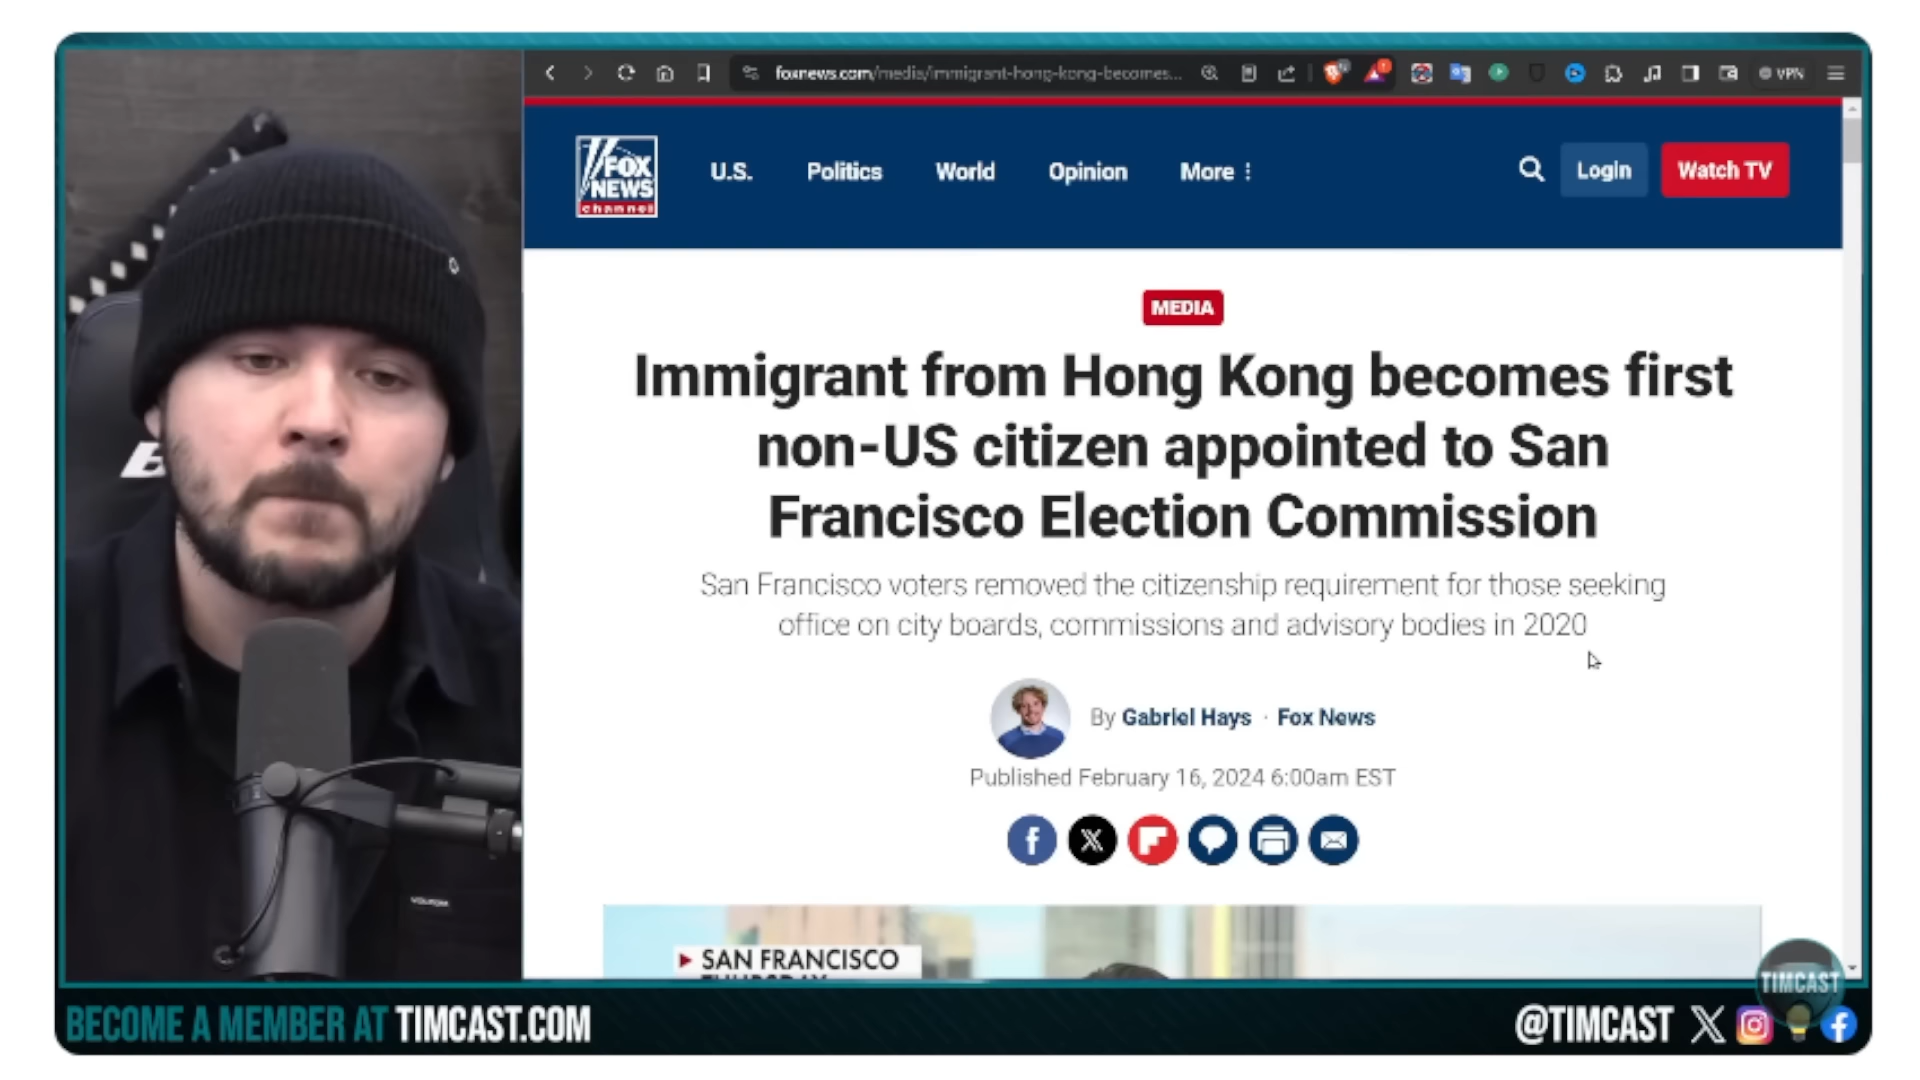 foxnews.com/media/immigrant-hong-kong-becomes...
VPN
FOX
NEWS
channel
U.S. Politics World Opinion More
Login
Watch TV
MEDIA
Immigrant from Hong Kong becomes first
non-US citizen appointed to San
Francisco Election Commission
San Francisco voters removed the citizenship requirement for those seeking
office on city boards, commissions and advisory bodies in 2020
By Gabriel Hays · Fox News
Published February 16, 2024 6:00am EST
SAN FRANCISCO
THURSDAY
VOLCOM
TIMCAST
BECOME A MEMBER AT TIMCAST.COM
@TIMCAST